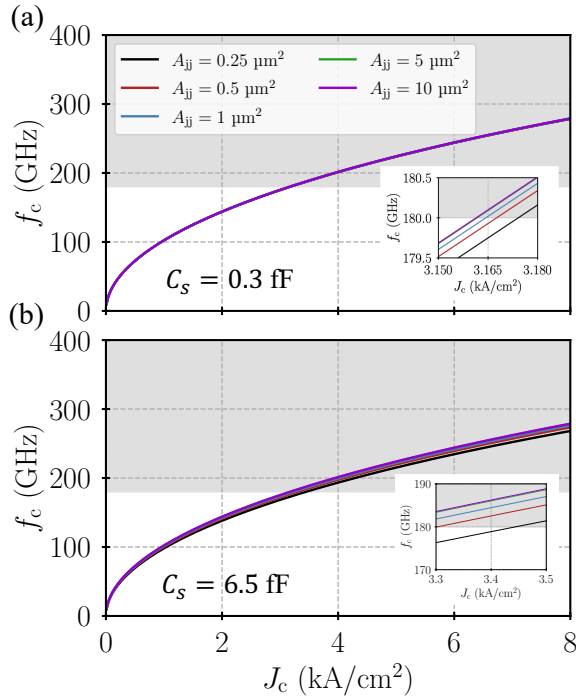 (a)
400
300
200
100
0
f_c (GHz)
A_jj = 0.25 µm²
A_jj = 0.5 µm²
A_jj = 1 µm²
A_jj = 5 µm²
A_jj = 10 µm²
180.5
180.0
179.5
f_c (GHz)
3.150 3.165 3.180
J_c (kA/cm²)
C_s = 0.3 fF
(b)
400
300
200
100
0
f_c (GHz)
190
180
170
f_c (GHz)
3.3 3.4 3.5
J_c (kA/cm²)
C_s = 6.5 fF
0 2 4 6 8
J_c (kA/cm²)